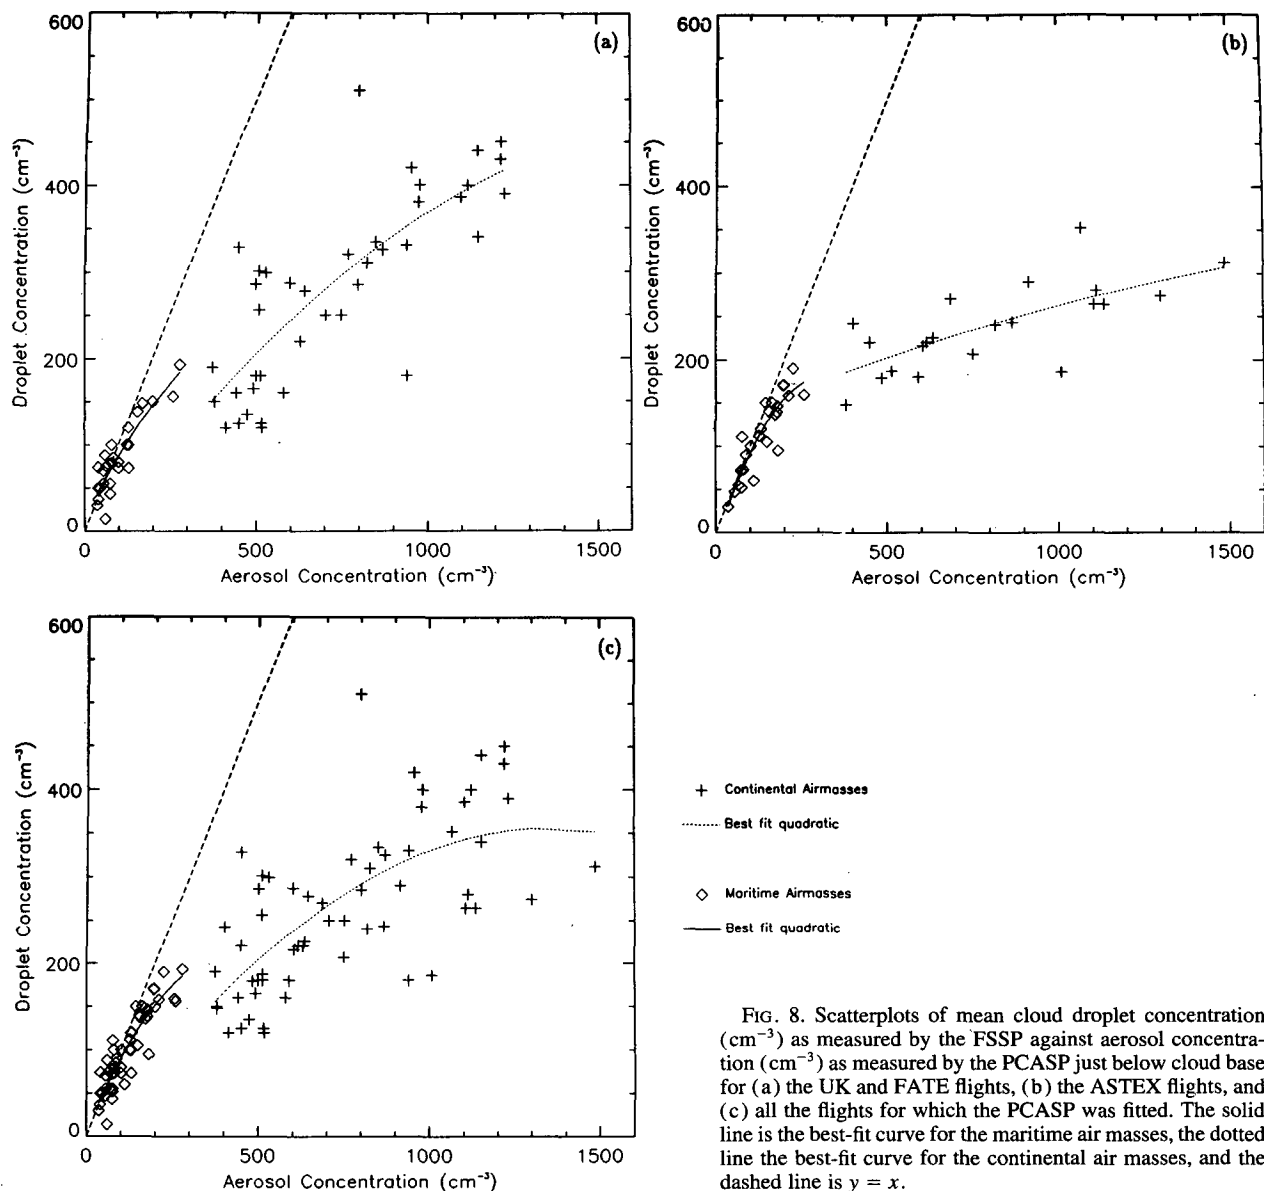 600
(a)
400
200
0
Droplet Concentration (cm⁻³)
0 500 1000 1500
Aerosol Concentration (cm⁻³)
600
(b)
400
200
0
Droplet Concentration (cm⁻³)
0 500 1000 1500
Aerosol Concentration (cm⁻³)
600
(c)
400
200
0
Droplet Concentration (cm⁻³)
0 500 1000 1500
Aerosol Concentration (cm⁻³)
+ Continental Airmasses
Best fit quadratic
◇ Maritime Airmasses
Best fit quadratic
FIG. 8. Scatterplots of mean cloud droplet concentration
(cm⁻³) as measured by the FSSP against aerosol concentra-
tion (cm⁻³) as measured by the PCASP just below cloud base
for (a) the UK and FATE flights, (b) the ASTEX flights, and
(c) all the flights for which the PCASP was fitted. The solid
line is the best-fit curve for the maritime air masses, the dotted
line the best-fit curve for the continental air masses, and the
dashed line is y = x.